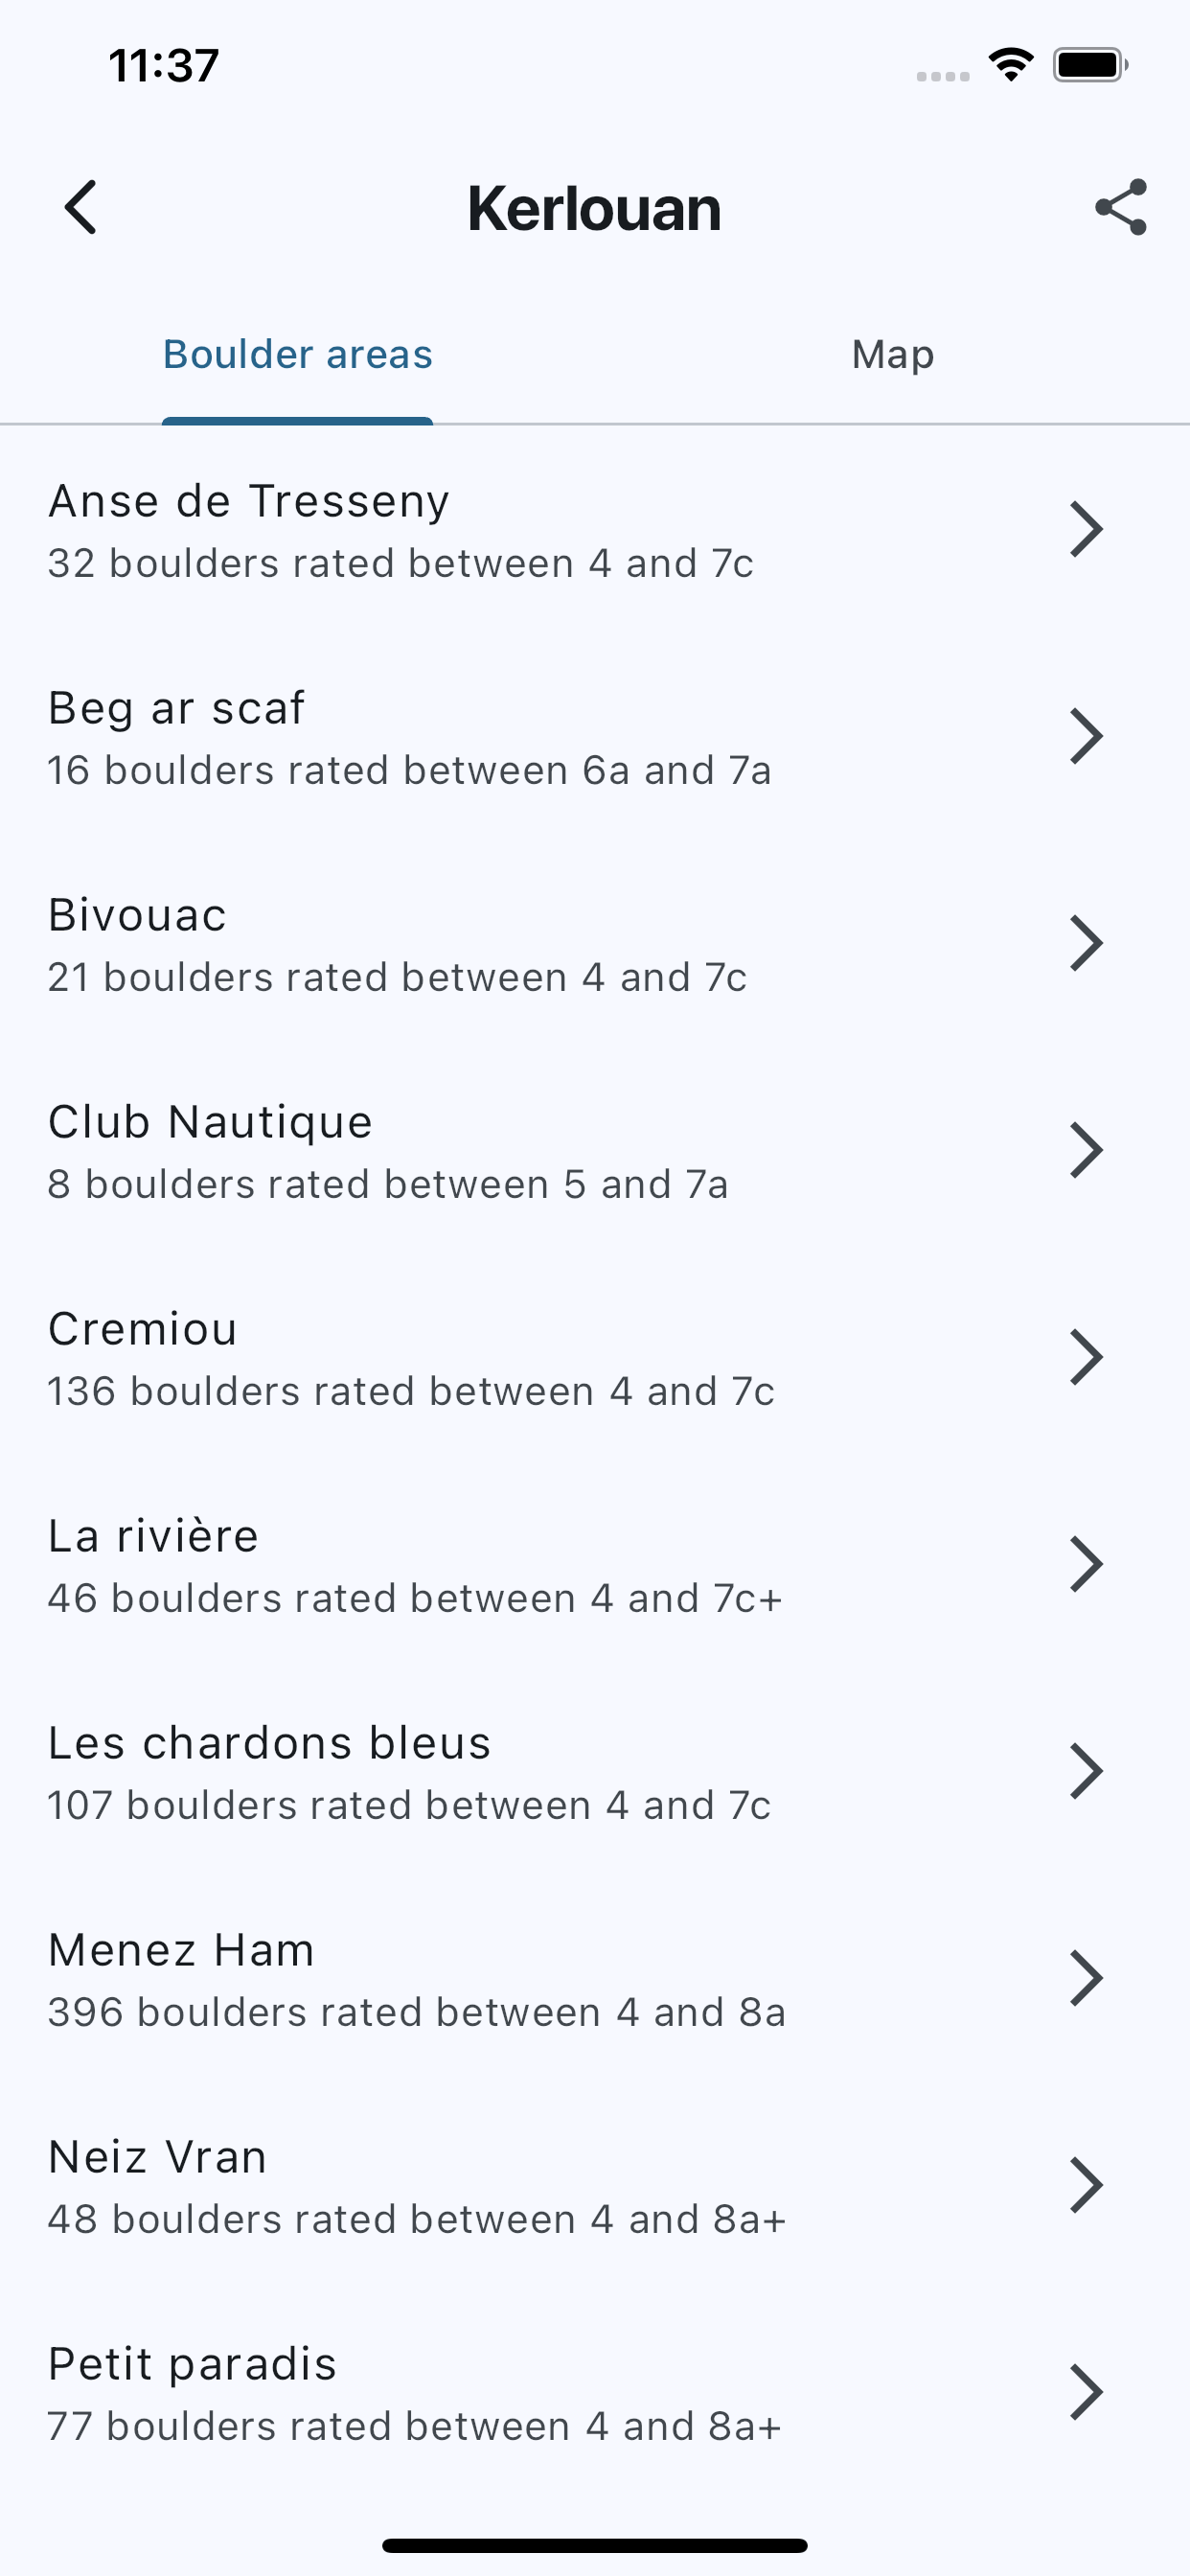 11:37
Kerlouan
Boulder areas
Map
Anse de Tresseny
32 boulders rated between 4 and 7c
Beg ar scaf
16 boulders rated between 6a and 7a
Bivouac
21 boulders rated between 4 and 7c
Club Nautique
8 boulders rated between 5 and 7a
Cremiou
136 boulders rated between 4 and 7c
La rivière
46 boulders rated between 4 and 7c+
Les chardons bleus
107 boulders rated between 4 and 7c
Menez Ham
396 boulders rated between 4 and 8a
Neiz Vran
48 boulders rated between 4 and 8a+
Petit paradis
77 boulders rated between 4 and 8a+